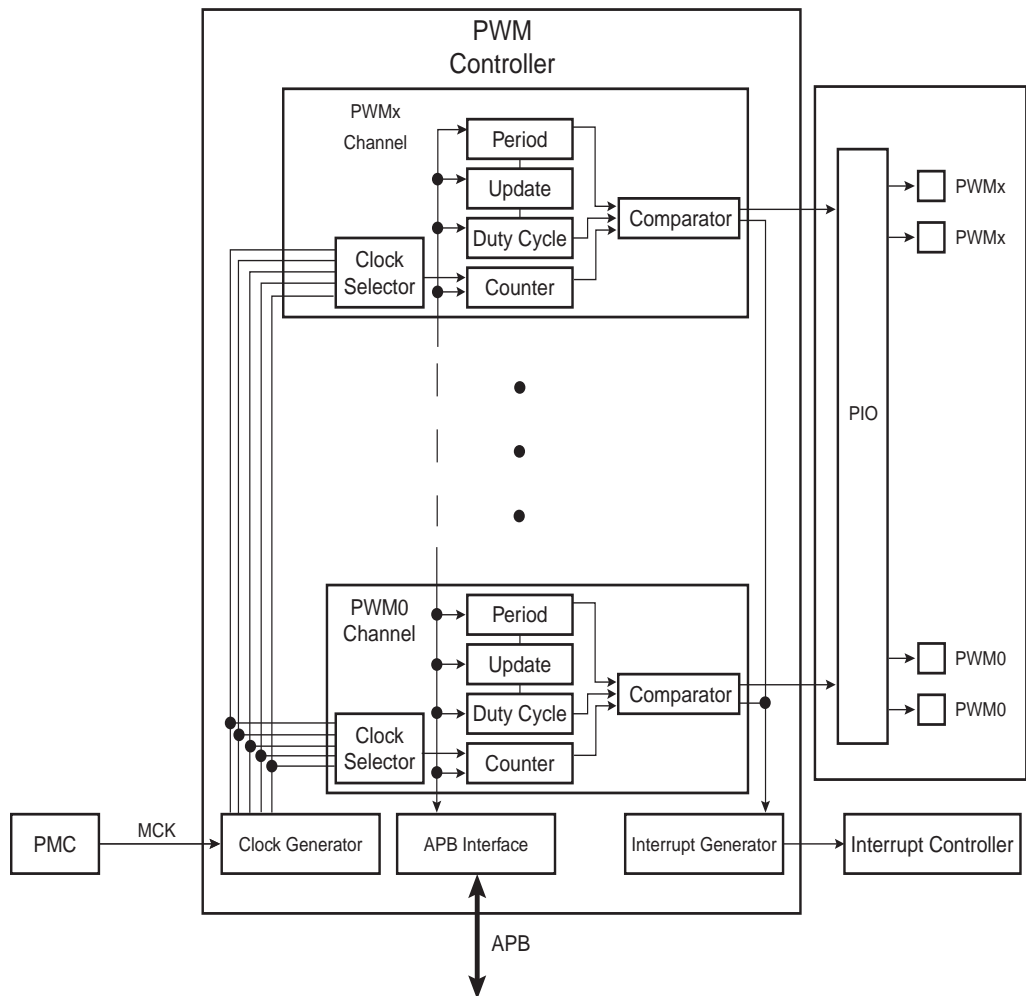 PWM
Controller
PWMx
Channel
Period
Update
Duty Cycle
Counter
Clock
Selector
Comparator
PIO
PWMx
PWMx
PWM0
Channel
Period
Update
Duty Cycle
Counter
Clock
Selector
Comparator
PWM0
PWM0
PMC
MCK
Clock Generator
APB Interface
Interrupt Generator
Interrupt Controller
APB